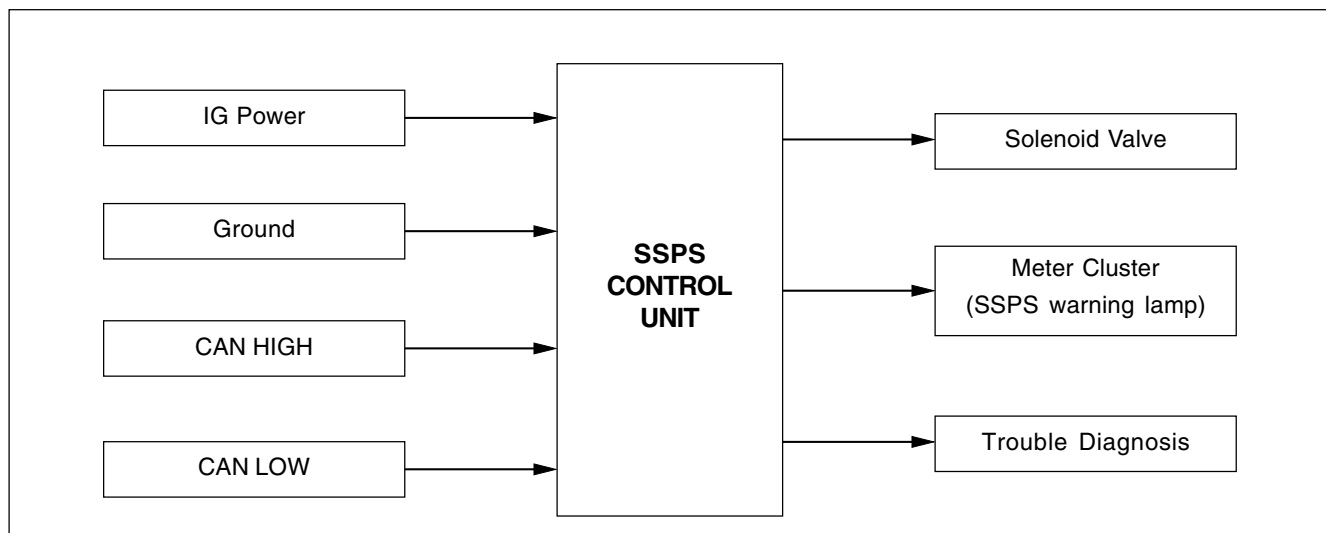 IG Power
Ground
CAN HIGH
CAN LOW
SSPS
CONTROL
UNIT
Solenoid Valve
Meter Cluster
(SSPS warning lamp)
Trouble Diagnosis